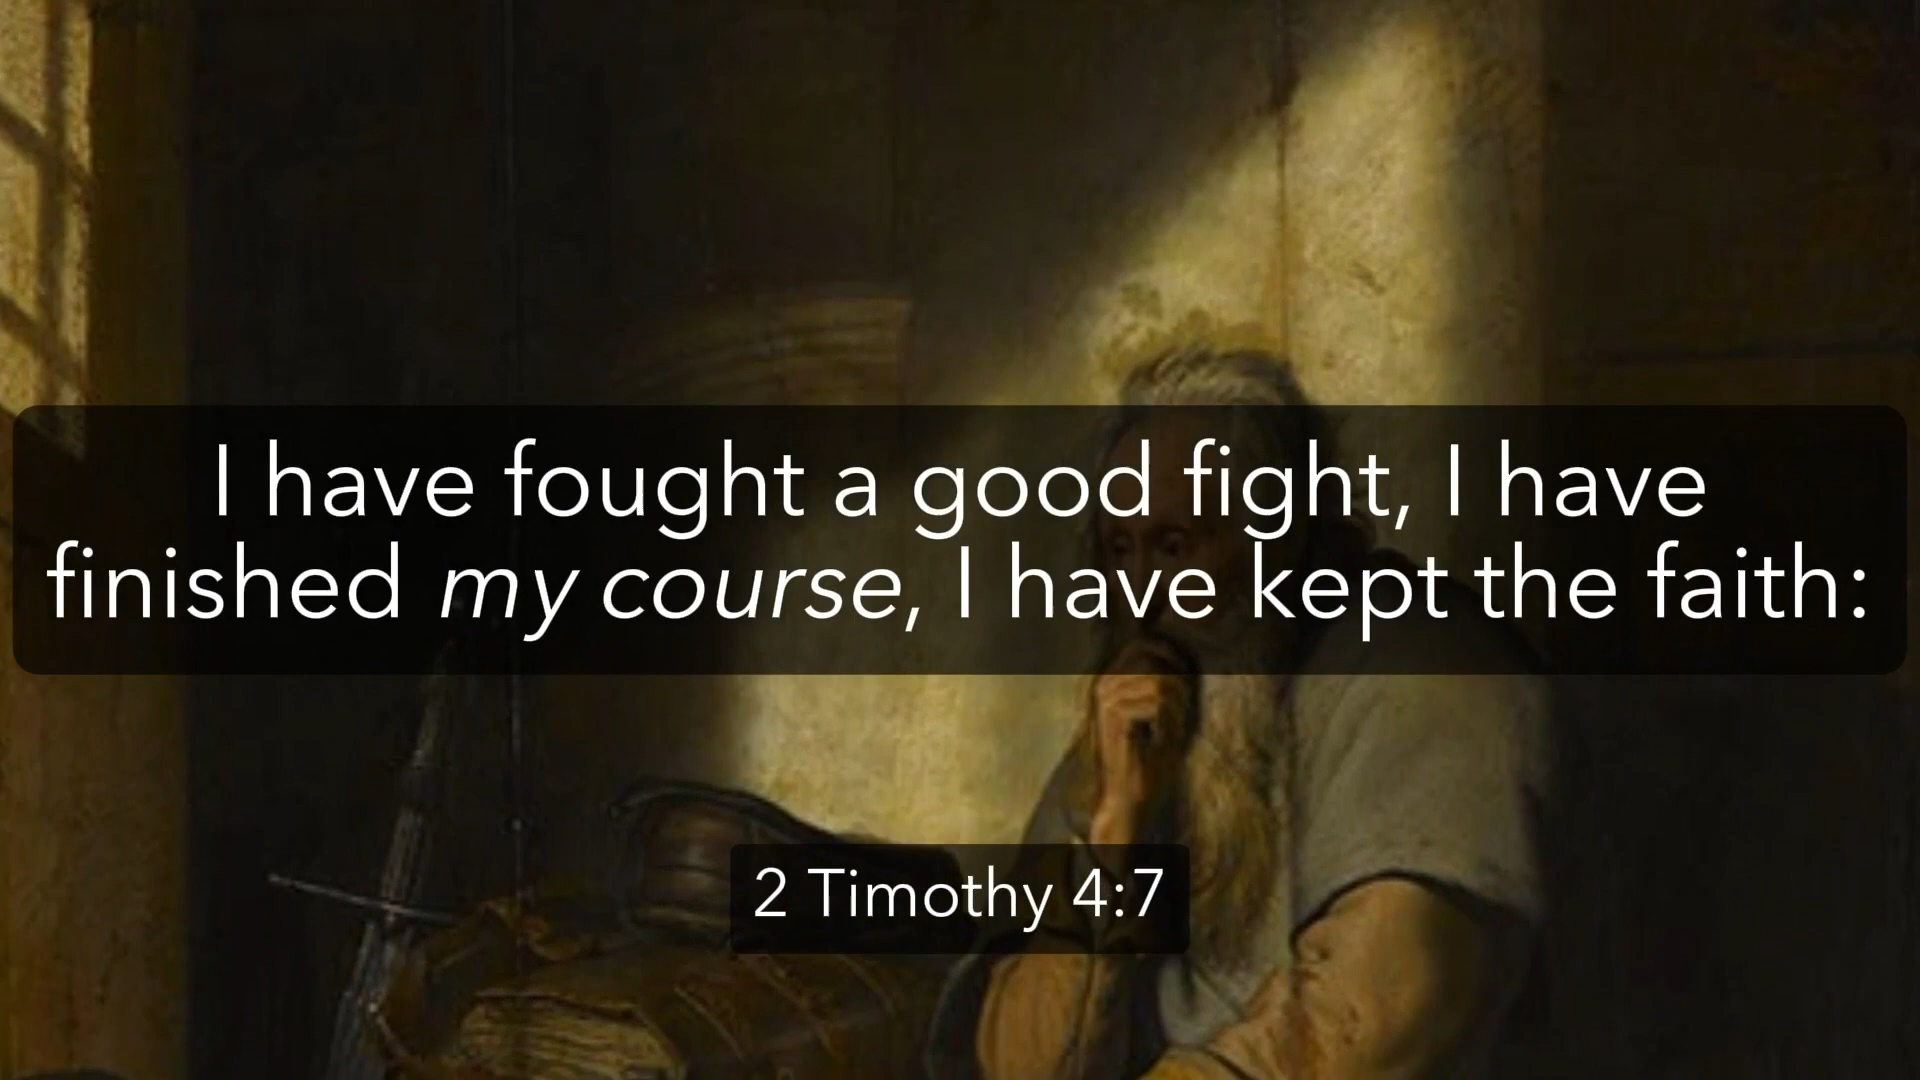 I have fought a good fight, I have
finished my course, I have kept the faith:
2 Timothy 4:7